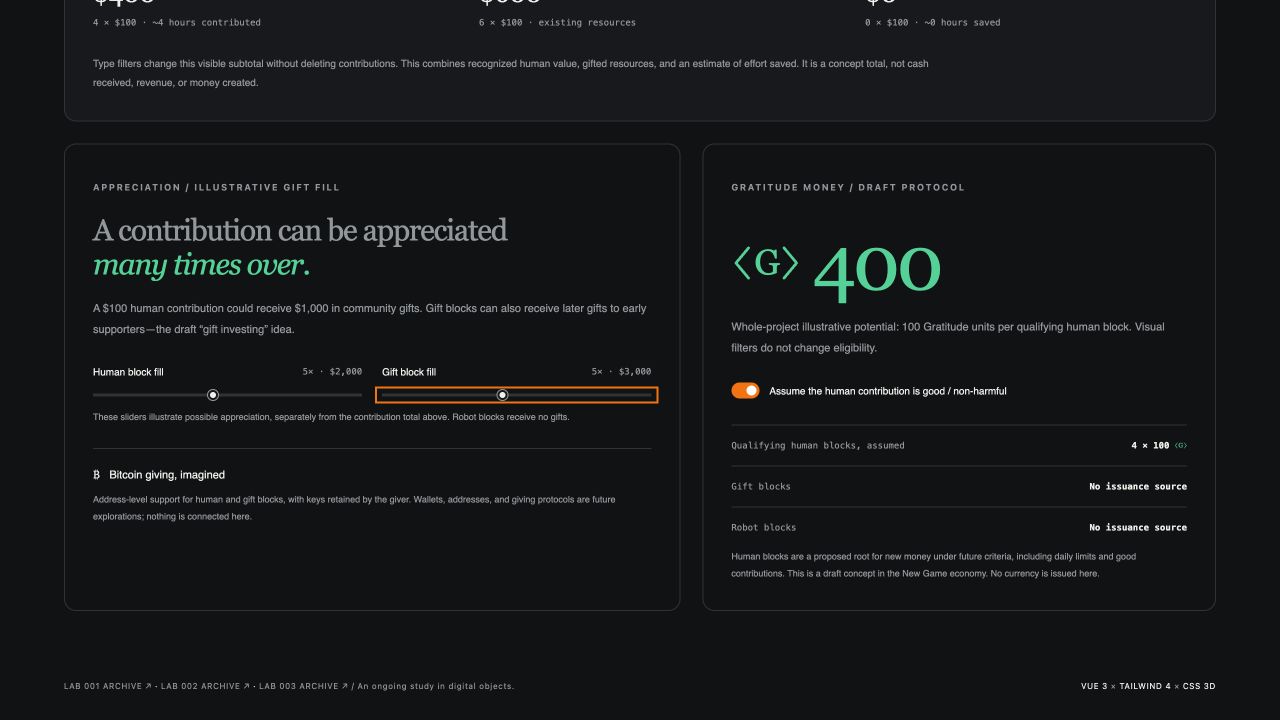 4 × $100 · ~4 hours contributed
6 × $100 · existing resources
0 × $100 · ~0 hours saved
Type filters change this visible subtotal without deleting contributions. This combines recognized human value, gifted resources, and an estimate of effort saved. It is a concept total, not cash
received, revenue, or money created.
APPRECIATION / ILLUSTRATIVE GIFT FILL
A contribution can be appreciated
many times over.
A $100 human contribution could receive $1,000 in community gifts. Gift blocks can also receive later gifts to early
supporters—the draft “gift investing” idea.
Human block fill 5× · $2,000
Gift block fill 5× · $3,000
These sliders illustrate possible appreciation, separately from the contribution total above. Robot blocks receive no gifts.
₿ Bitcoin giving, imagined
Address-level support for human and gift blocks, with keys retained by the giver. Wallets, addresses, and giving protocols are future
explorations; nothing is connected here.
GRATITUDE MONEY / DRAFT PROTOCOL
〈G〉 400
Whole-project illustrative potential: 100 Gratitude units per qualifying human block. Visual
filters do not change eligibility.
Assume the human contribution is good / non-harmful
Qualifying human blocks, assumed 4 × 100 〈G〉
Gift blocks No issuance source
Robot blocks No issuance source
Human blocks are a proposed root for new money under future criteria, including daily limits and good
contributions. This is a draft concept in the New Game economy. No currency is issued here.
LAB 001 ARCHIVE ↗ · LAB 002 ARCHIVE ↗ · LAB 003 ARCHIVE ↗ / An ongoing study in digital objects.
VUE 3 × TAILWIND 4 × CSS 3D